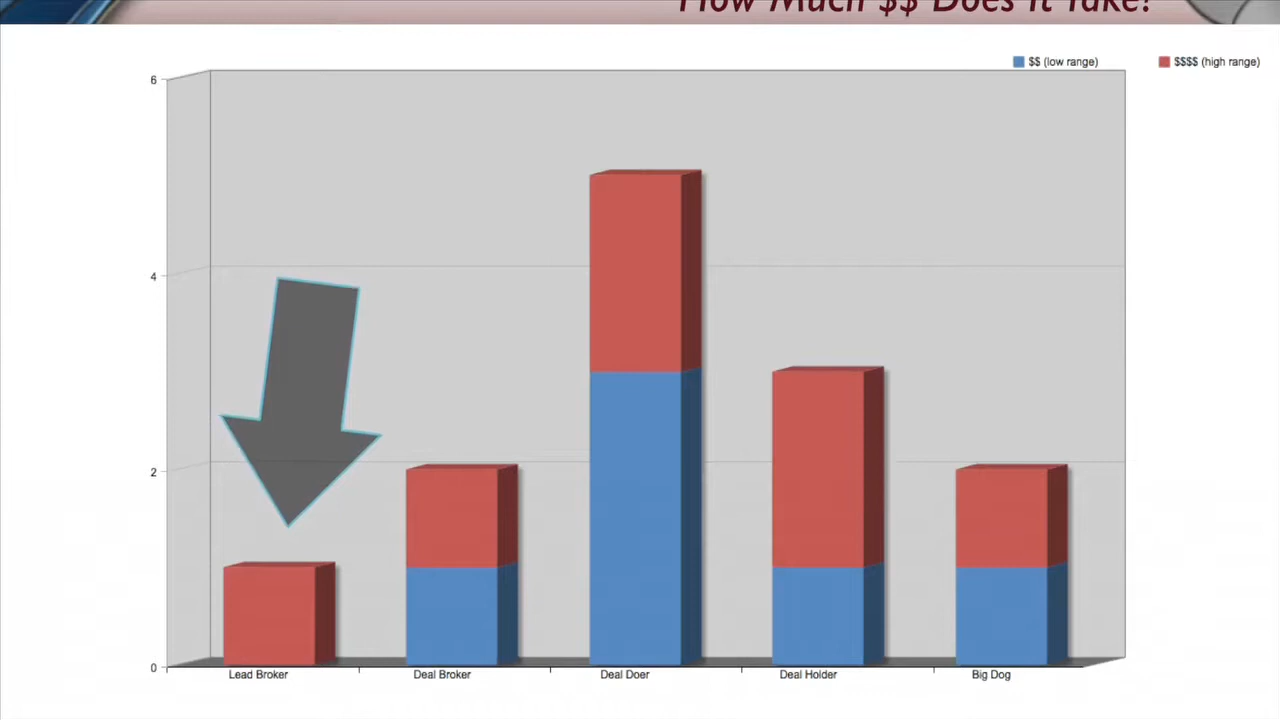 How Much $$ Does It Take?
$$ (low range) $$$$ (high range)
6
4
2
0
Lead Broker Deal Broker Deal Doer Deal Holder Big Dog